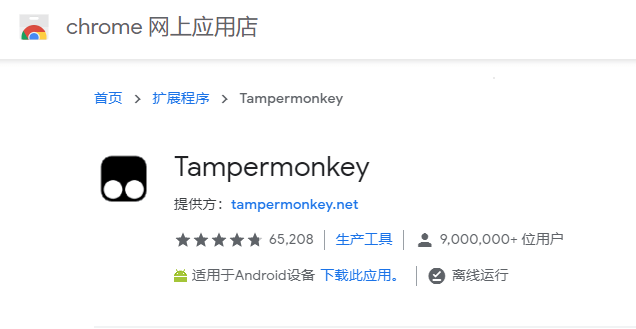 chrome 网上应用店
首页 > 扩展程序 > Tampermonkey
Tampermonkey
提供方：tampermonkey.net
65,208 生产工具 9,000,000+ 位用户
适用于Android设备 下载此应用。 离线运行